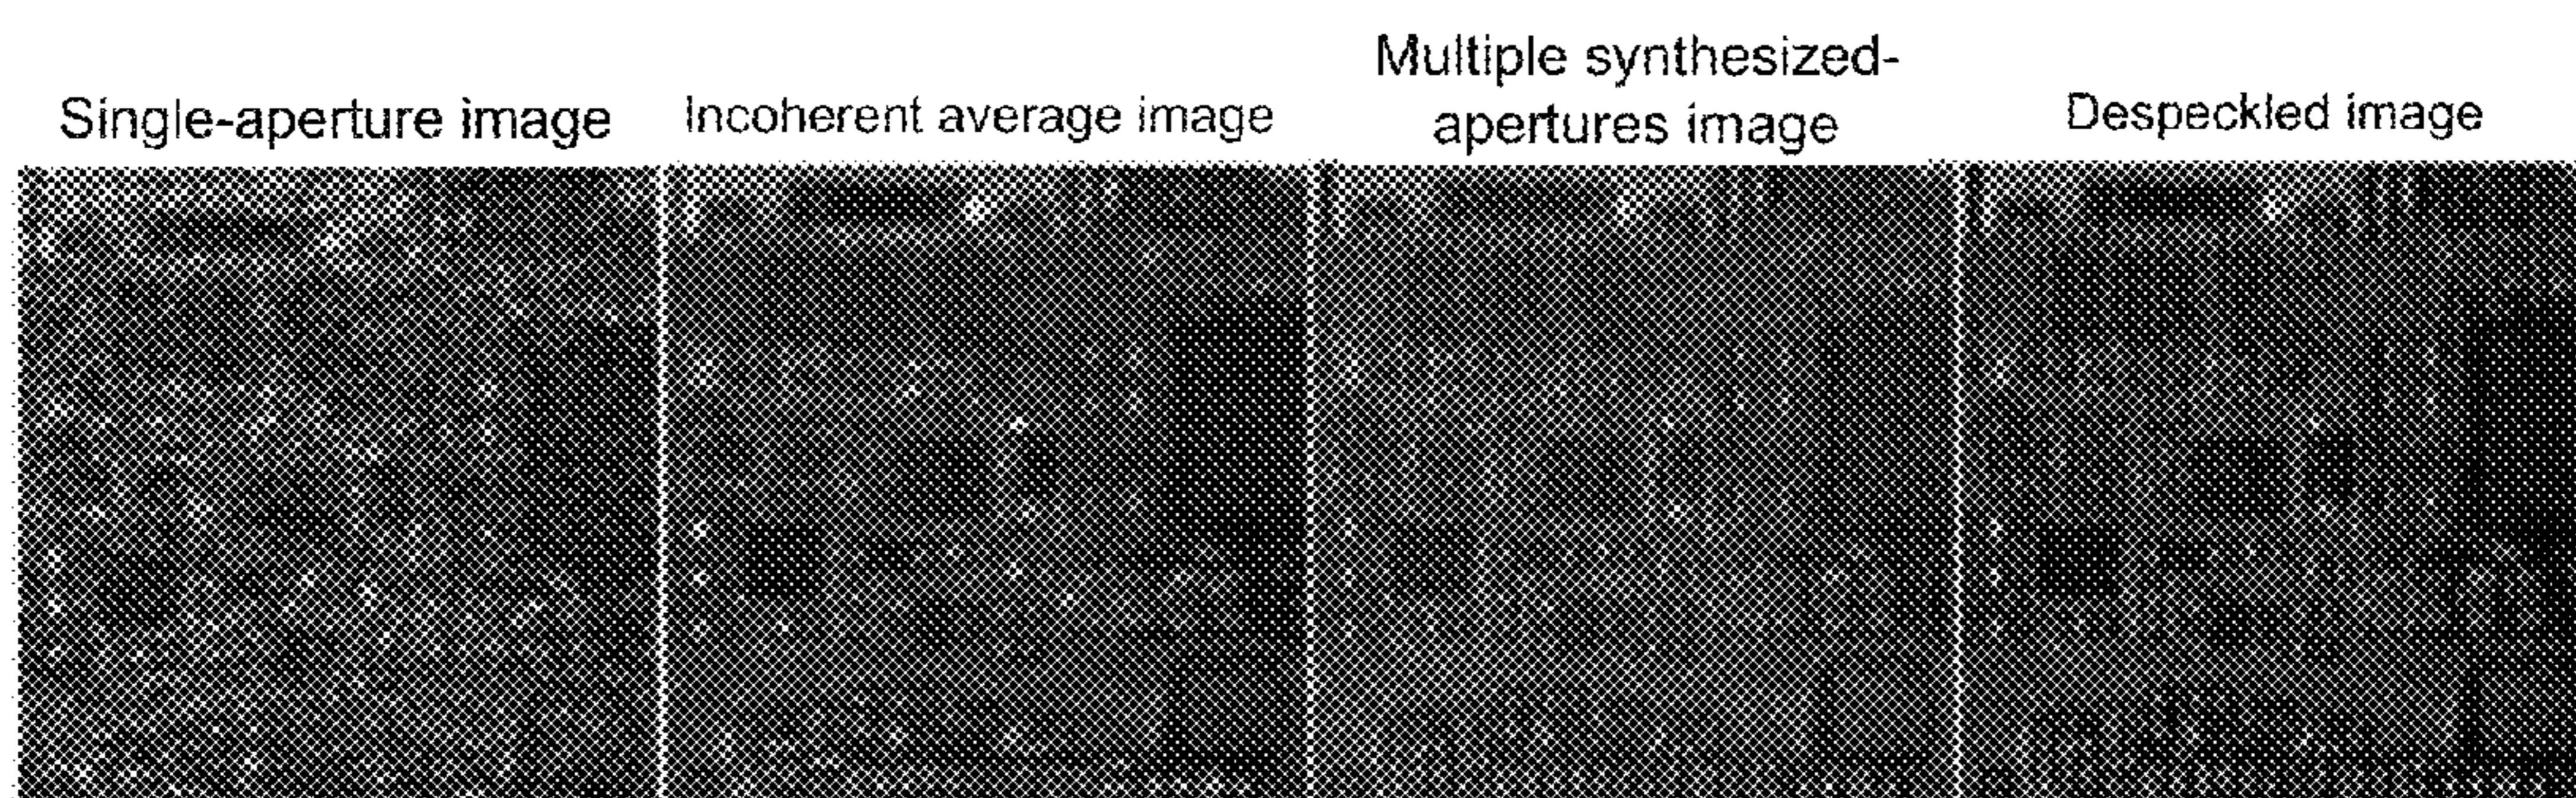 Single-aperture image
Incoherent average image
Multiple synthesized-
apertures image
Despeckled image